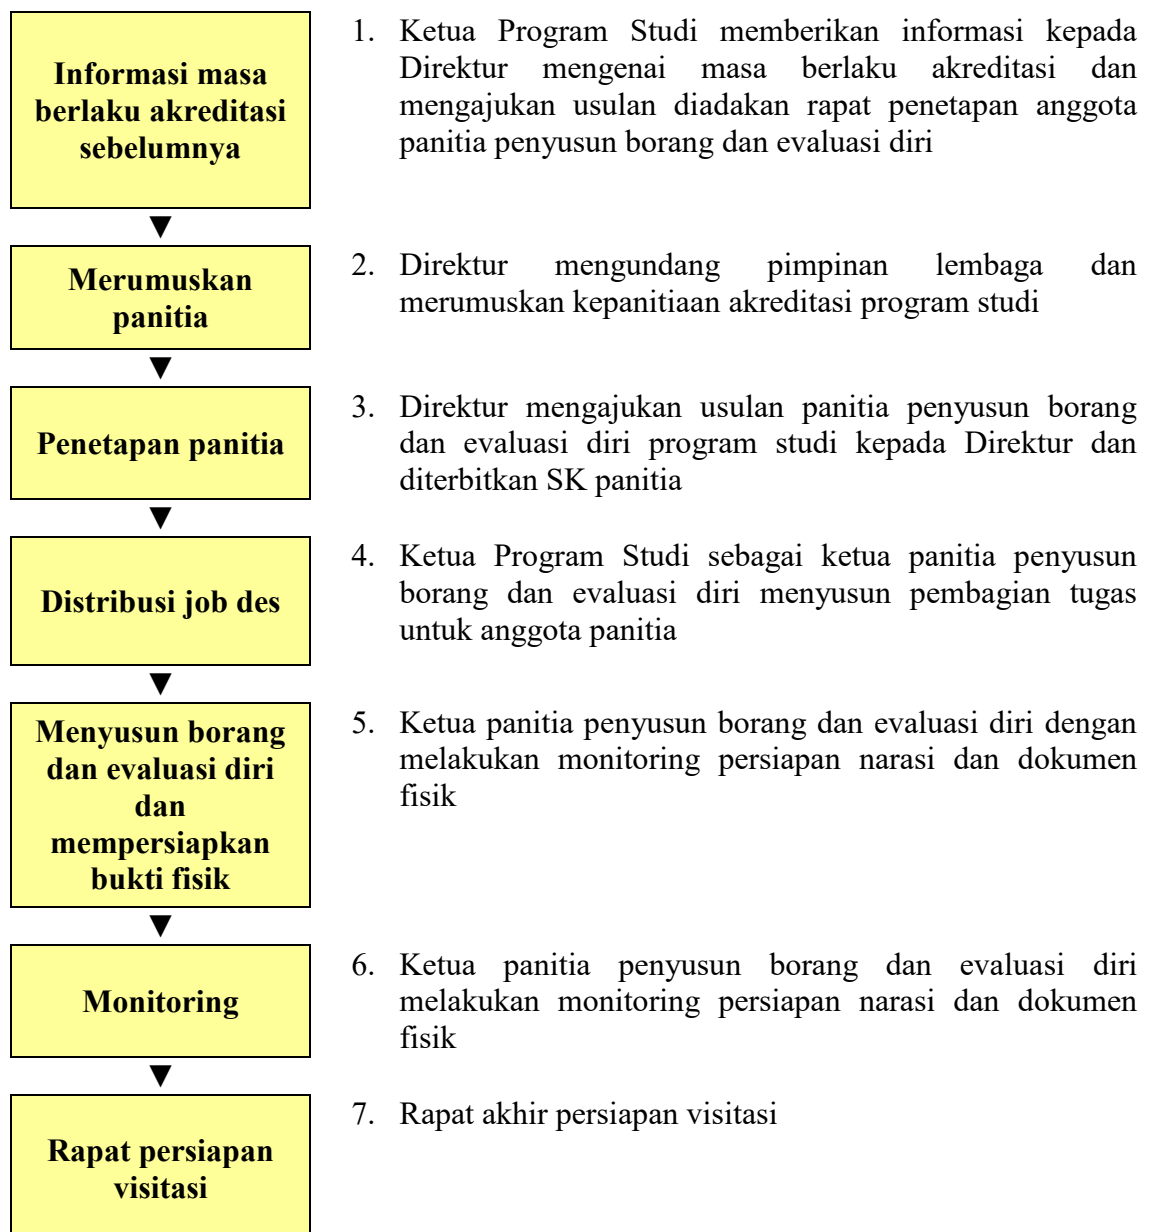 Informasi masa
berlaku akreditasi
sebelumnya
1. Ketua Program Studi memberikan informasi kepada
Direktur mengenai masa berlaku akreditasi dan
mengajukan usulan diadakan rapat penetapan anggota
panitia penyusun borang dan evaluasi diri
Merumuskan
panitia
2. Direktur mengundang pimpinan lembaga dan
merumuskan kepanitiaan akreditasi program studi
Penetapan panitia
3. Direktur mengajukan usulan panitia penyusun borang
dan evaluasi diri program studi kepada Direktur dan
diterbitkan SK panitia
Distribusi job des
4. Ketua Program Studi sebagai ketua panitia penyusun
borang dan evaluasi diri menyusun pembagian tugas
untuk anggota panitia
Menyusun borang
dan evaluasi diri
dan
mempersiapkan
bukti fisik
5. Ketua panitia penyusun borang dan evaluasi diri dengan
melakukan monitoring persiapan narasi dan dokumen
fisik
Monitoring
6. Ketua panitia penyusun borang dan evaluasi diri
melakukan monitoring persiapan narasi dan dokumen
fisik
Rapat persiapan
visitasi
7. Rapat akhir persiapan visitasi